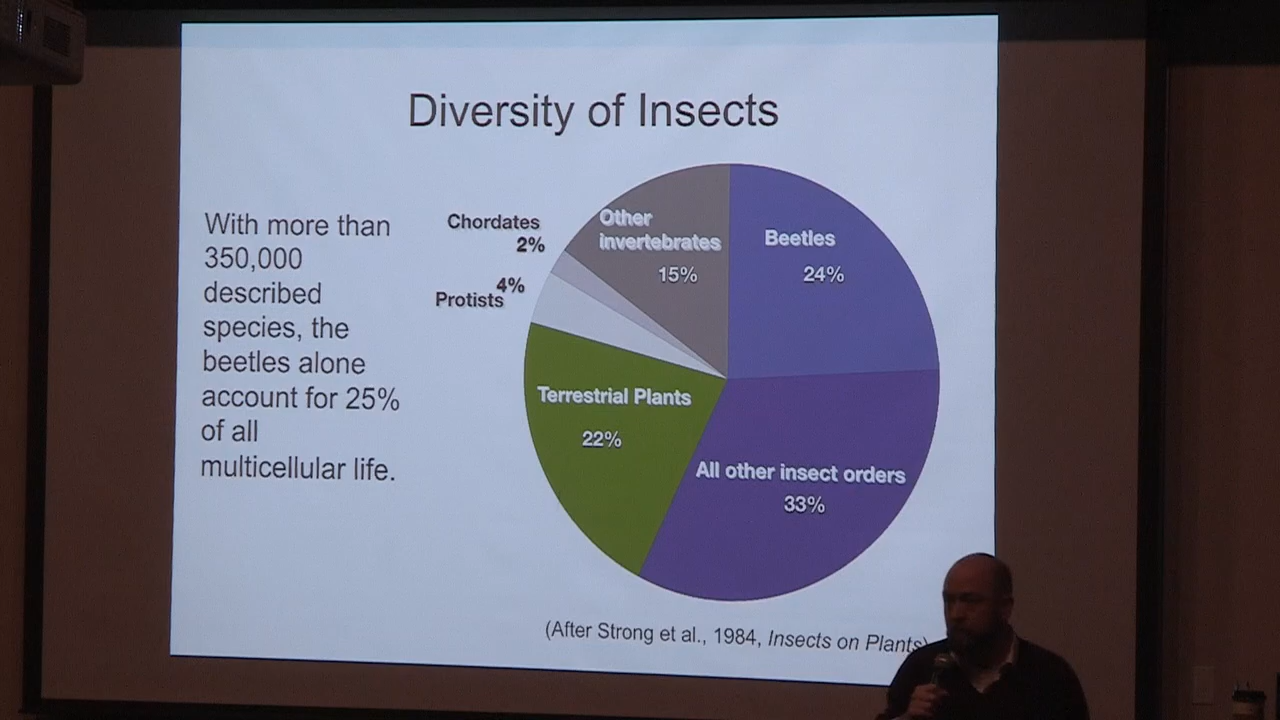 Diversity of Insects
With more than
350,000
described
species, the
beetles alone
account for 25%
of all
multicellular life.
Chordates
2%
4%
Protists
Other
invertebrates
15%
Beetles
24%
Terrestrial Plants
22%
All other insect orders
33%
(After Strong et al., 1984, Insects on Plants)